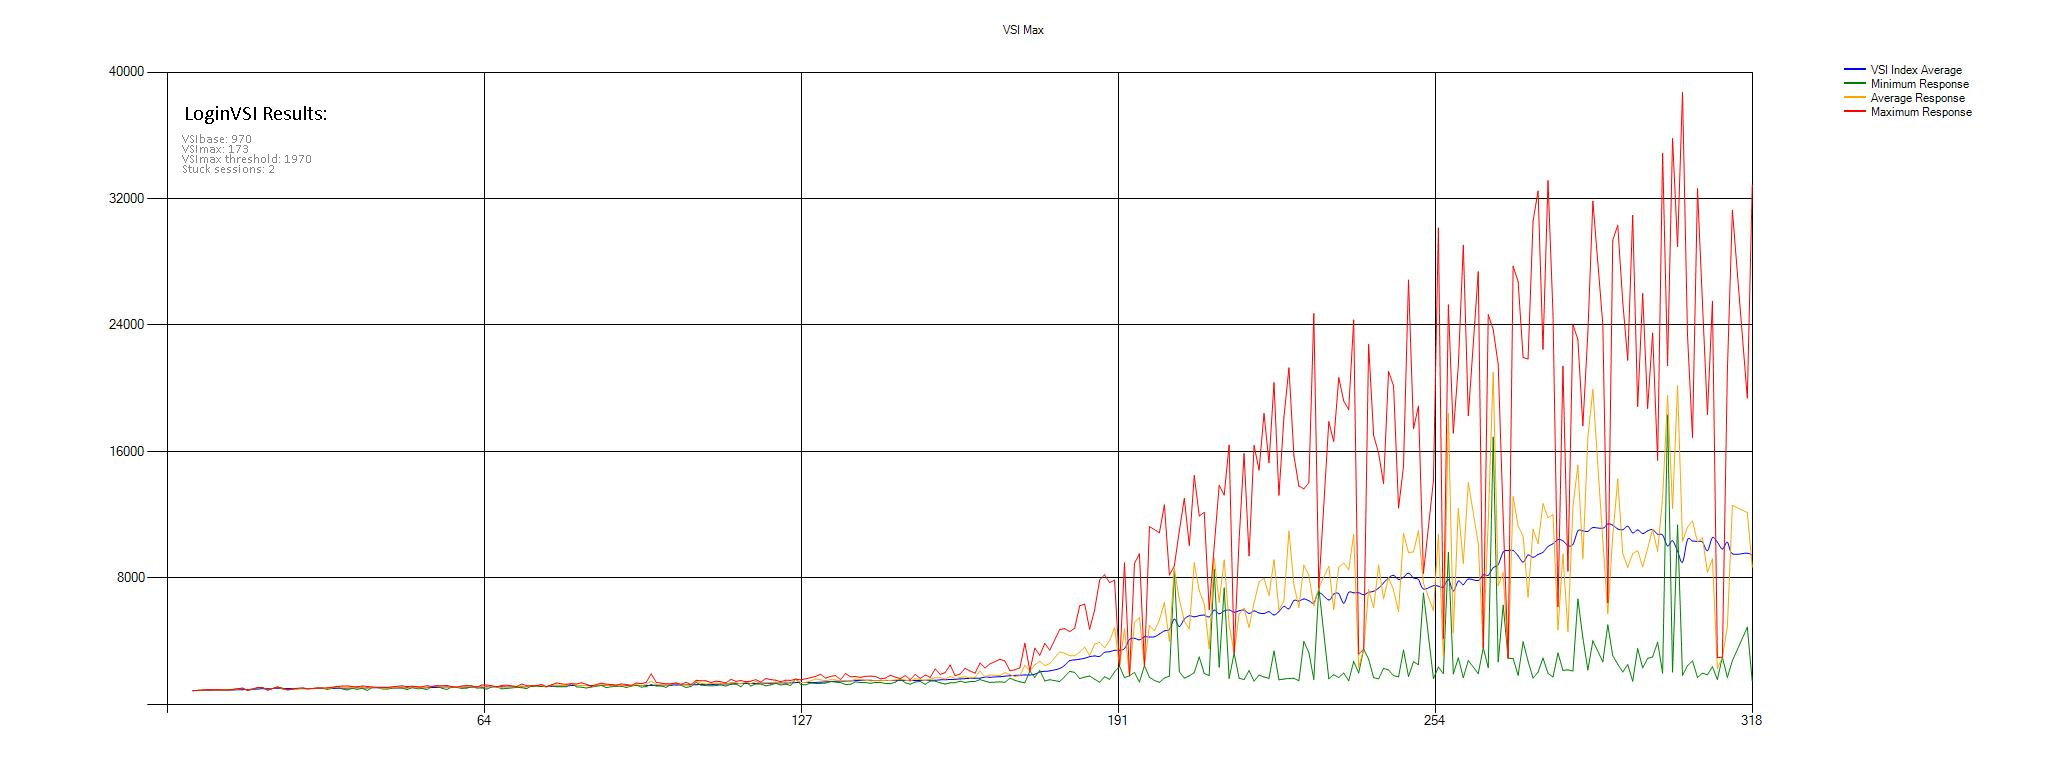 VSI Max
40000
32000
24000
16000
8000
LoginVSI Results:
VSIbase: 970
VSImax: 173
VSImax threshold: 1970
Stuck sessions: 2
VSI Index Average
Minimum Response
Average Response
Maximum Response
64
127
191
254
318